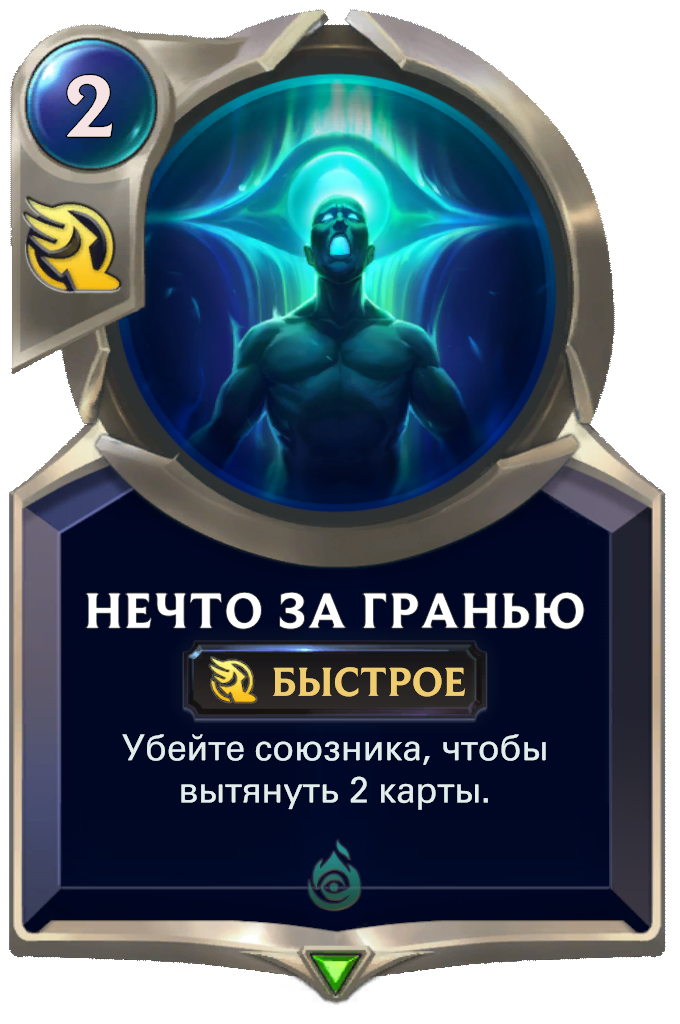 2
НЕЧТО ЗА ГРАНЬЮ
БЫСТРОЕ
Убейте союзника, чтобы
вытянуть 2 карты.